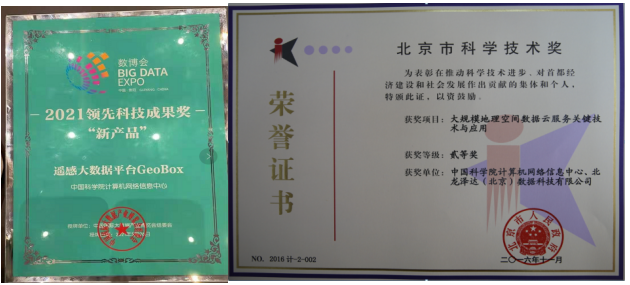 数博会
BIG DATA
EXPO
2021领先科技成果奖
“新产品”
遥感大数据平台GeoBox
中国科学院计算机网络信息中心
北京市科学技术奖
为表彰在推动科学技术进步、对首都经
济建设和社会发展作出贡献的集体和个人,
特颁此证,以资鼓励。
荣誉证书
获奖项目:大规模地理空间数据云服务关键技
术与应用
获奖等级:贰等奖
获奖单位:中国科学院计算机网络信息中心、北
龙泽达(北京)数据科技有限公司
北京市人民政府
NO. 2016 计-2-002
二〇一六年十一月